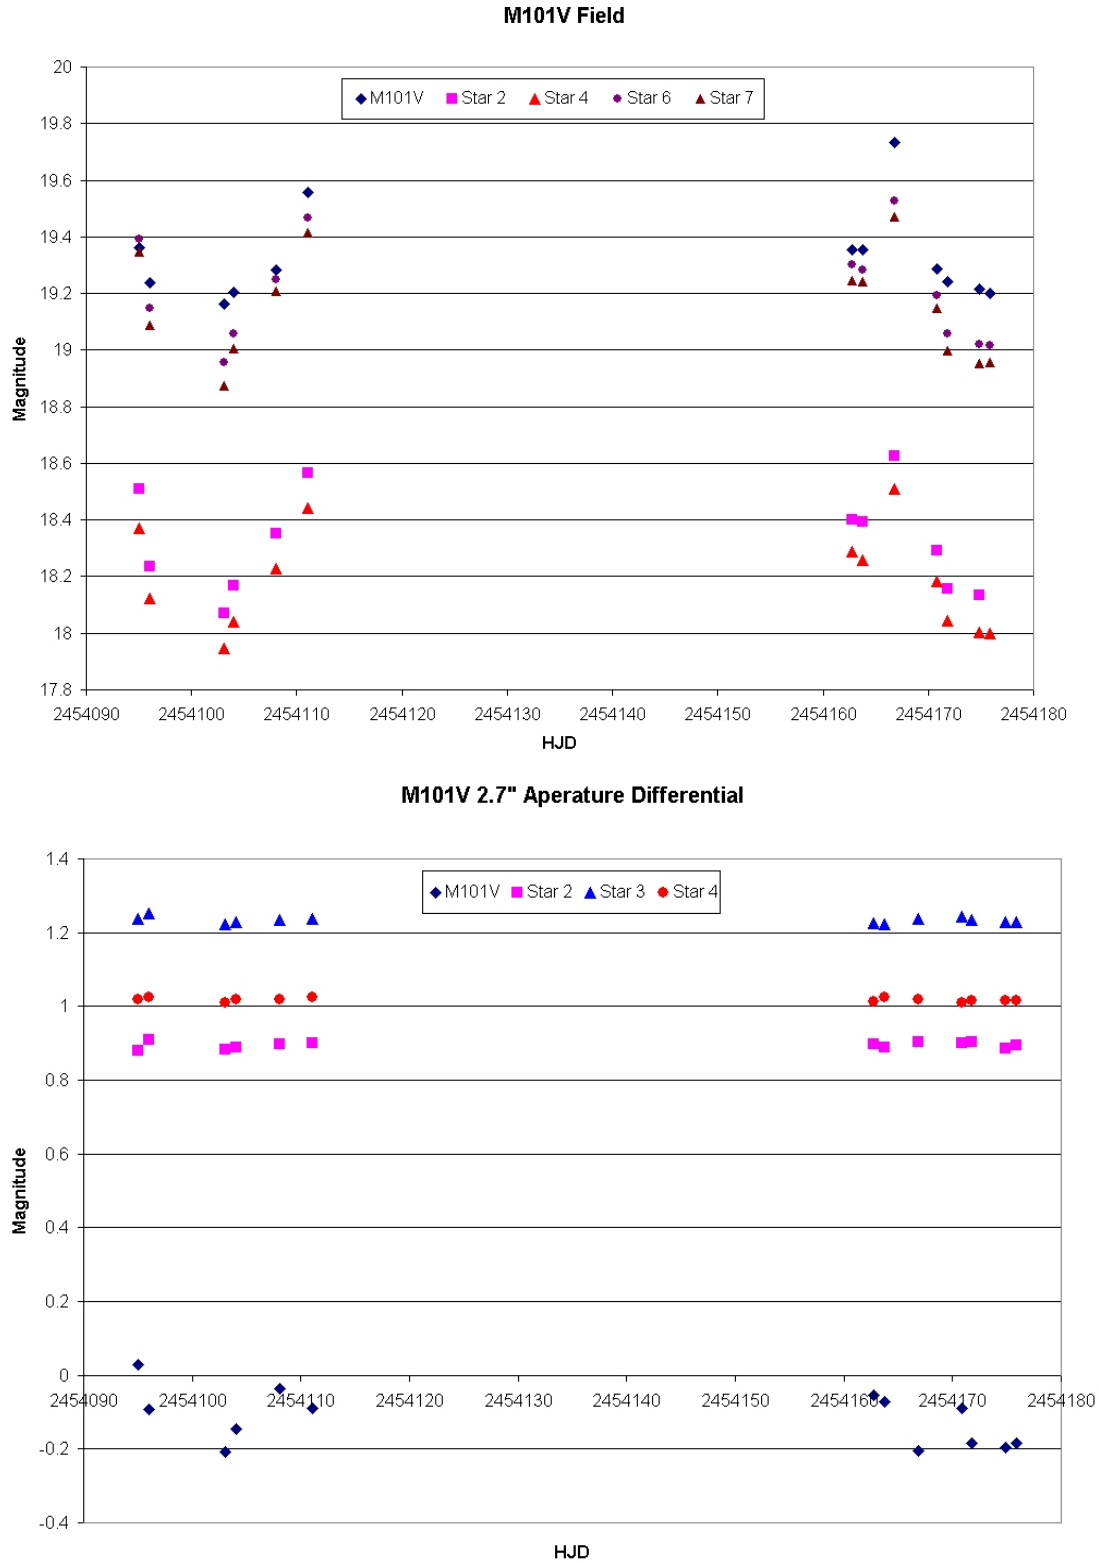 M101V Field
20
M101V Star 2 Star 4 Star 6 Star 7
19.8
19.6
19.4
19.2
19
Magnitude
18.8
18.6
18.4
18.2
18
17.8
2454090 2454100 2454110 2454120 2454130 2454140 2454150 2454160 2454170 2454180
HJD
M101V 2.7" Aperature Differential
1.4
M101V Star 2 Star 3 Star 4
1.2
1
0.8
Magnitude
0.6
0.4
0.2
0
2454090 2454100 2454110 2454120 2454130 2454140 2454150 2454160 2454170 2454180
-0.2
-0.4
HJD